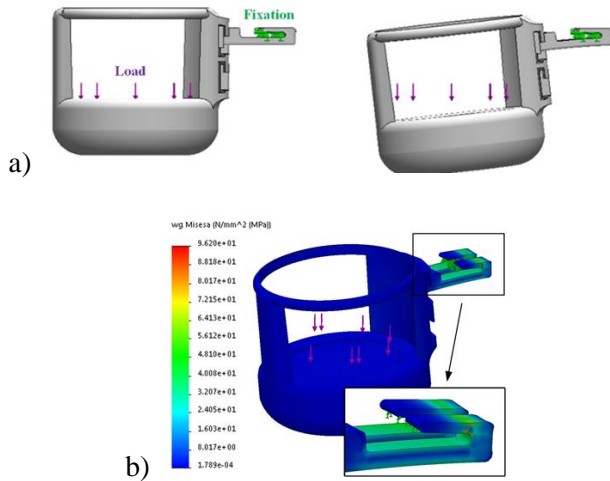 Fixation
Load
a)
wg Misesa (N/mm^2 (MPa))
9.620e+01
8.818e+01
8.017e+01
7.215e+01
6.413e+01
5.612e+01
4.810e+01
4.008e+01
3.207e+01
2.405e+01
1.603e+01
8.017e+00
1.789e-04
b)